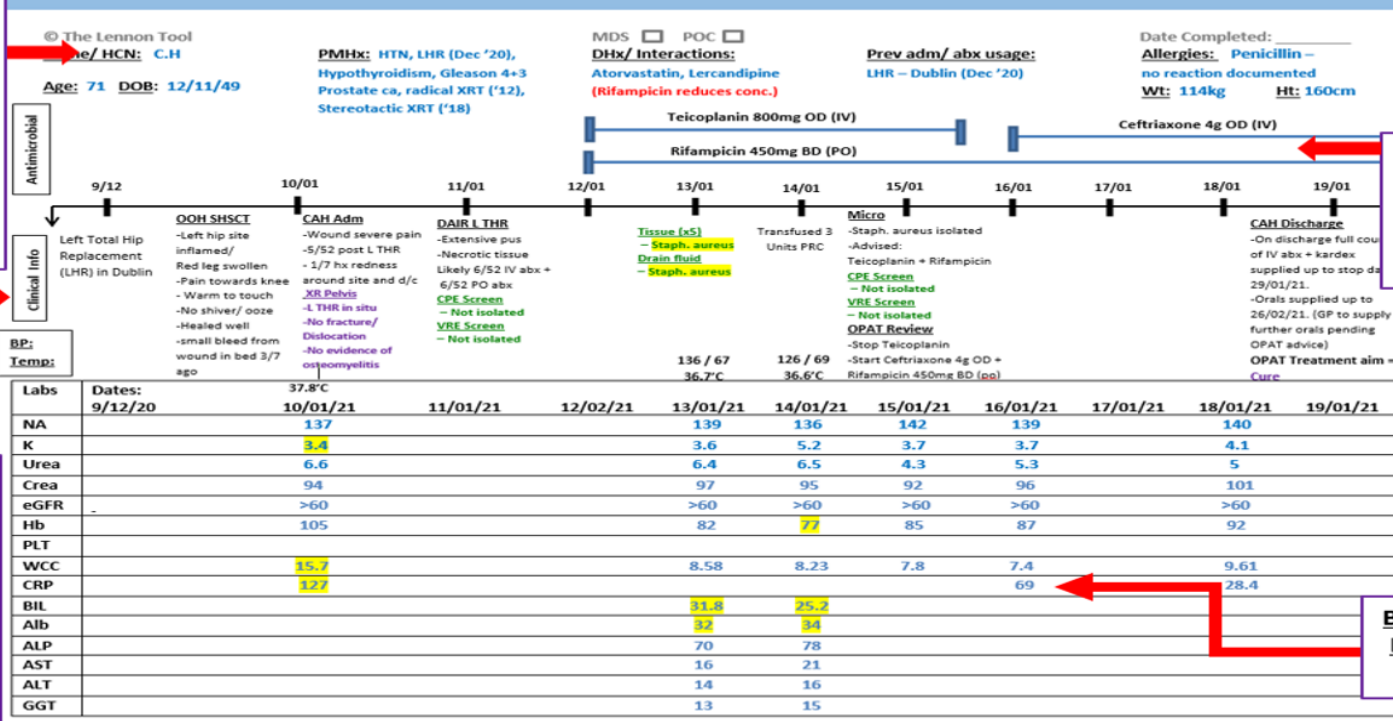 © The Lennon Tool
MDS POC
Date Completed:
e/ HCN: C.H
PMHx: HTN, LHR (Dec '20),
Hypothyroidism, Gleason 4+3
Prostate ca, radical XRT ('12),
Stereotactic XRT ('18)
DHx/ Interactions:
Atorvastatin, Lercandipine
(Rifampicin reduces conc.)
Prev adm/ abx usage:
LHR – Dublin (Dec '20)
Allergies: Penicillin –
no reaction documented
Wt: 114kg Ht: 160cm
Age: 71 DOB: 12/11/49
Antimicrobial
Teicoplanin 800mg OD (IV)
Ceftriaxone 4g OD (IV)
Rifampicin 450mg BD (PO)
9/12 10/01 11/01 12/01 13/01 14/01 15/01 16/01 17/01 18/01 19/01
Clinical Info
Left Total Hip
Replacement
(LHR) in Dublin
OOH SHSCT
-Left hip site
inflamed/
Red leg swollen
-Pain towards knee
- Warm to touch
-No shiver/ ooze
-Healed well
-small bleed from
wound in bed 3/7
ago
CAH Adm
-Wound severe pain
-5/52 post L THR
- 1/7 hx redness
around site and d/c
XR Pelvis
-L THR in situ
-No fracture/
Dislocation
-No evidence of
osteomyelitis
37.8°C
DAIR L THR
-Extensive pus
-Necrotic tissue
Likely 6/52 IV abx +
6/52 PO abx
CPE Screen
– Not isolated
VRE Screen
– Not isolated
Tissue (x5)
– Staph. aureus
Drain fluid
– Staph. aureus
136 / 67
36.7°C
Transfused 3
Units PRC
126 / 69
36.6°C
Micro
-Staph. aureus isolated
-Advised:
Teicoplanin + Rifampicin
CPE Screen
– Not isolated
VRE Screen
– Not isolated
OPAT Review
-Stop Teicoplanin
-Start Ceftriaxone 4g OD +
Rifampicin 450mg BD (po)
CAH Discharge
-On discharge full cou
of IV abx + kardex
supplied up to stop da
29/01/21.
-Orals supplied up to
26/02/21. (GP to supply
further orals pending
OPAT advice)
OPAT Treatment aim =
Cure
BP:
Temp:
Labs Dates:
9/12/20 10/01/21 11/01/21 12/02/21 13/01/21 14/01/21 15/01/21 16/01/21 17/01/21 18/01/21 19/01/21
NA 137 139 136 142 139 140
K 3.4 3.6 5.2 3.7 3.7 4.1
Urea 6.6 6.4 6.5 4.3 5.3 5
Crea 94 97 95 92 96 101
eGFR - >60 >60 >60 >60 >60 >60
Hb 105 82 77 85 87 92
PLT
WCC 15.7 8.58 8.23 7.8 7.4 9.61
CRP 127 69 28.4
BIL 31.8 25.2
Alb 32 34
ALP 70 78
AST 16 21
ALT 14 16
GGT 13 15